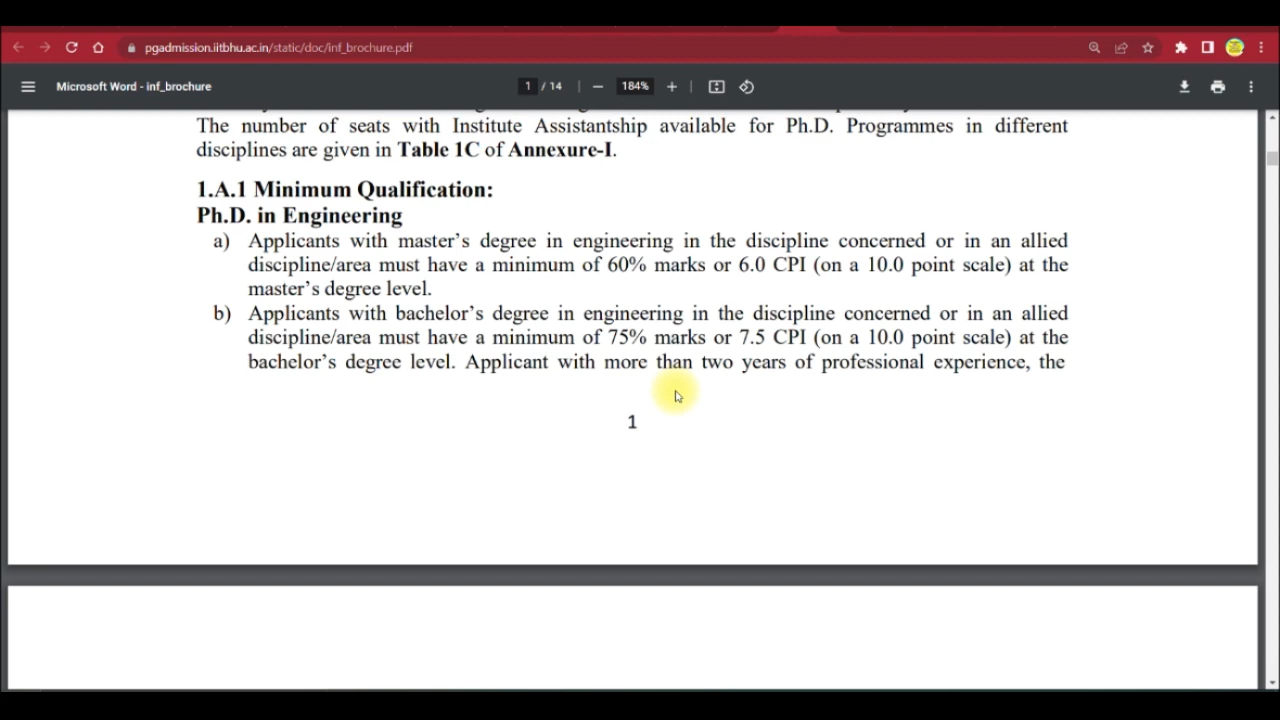 pgadmission.iitbhu.ac.in/static/doc/inf_brochure.pdf
Microsoft Word - inf_brochure
1 / 14
184%
The number of seats with Institute Assistantship available for Ph.D. Programmes in different
disciplines are given in Table 1C of Annexure-I.
1.A.1 Minimum Qualification:
Ph.D. in Engineering
a) Applicants with master’s degree in engineering in the discipline concerned or in an allied
discipline/area must have a minimum of 60% marks or 6.0 CPI (on a 10.0 point scale) at the
master’s degree level.
b) Applicants with bachelor’s degree in engineering in the discipline concerned or in an allied
discipline/area must have a minimum of 75% marks or 7.5 CPI (on a 10.0 point scale) at the
bachelor’s degree level. Applicant with more than two years of professional experience, the
1